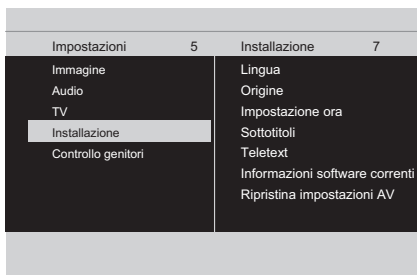 Impostazioni 5
Immagine
Audio
TV
Installazione
Controllo genitori
Installazione 7
Lingua
Origine
Impostazione ora
Sottotitoli
Teletext
Informazioni software correnti
Ripristina impostazioni AV